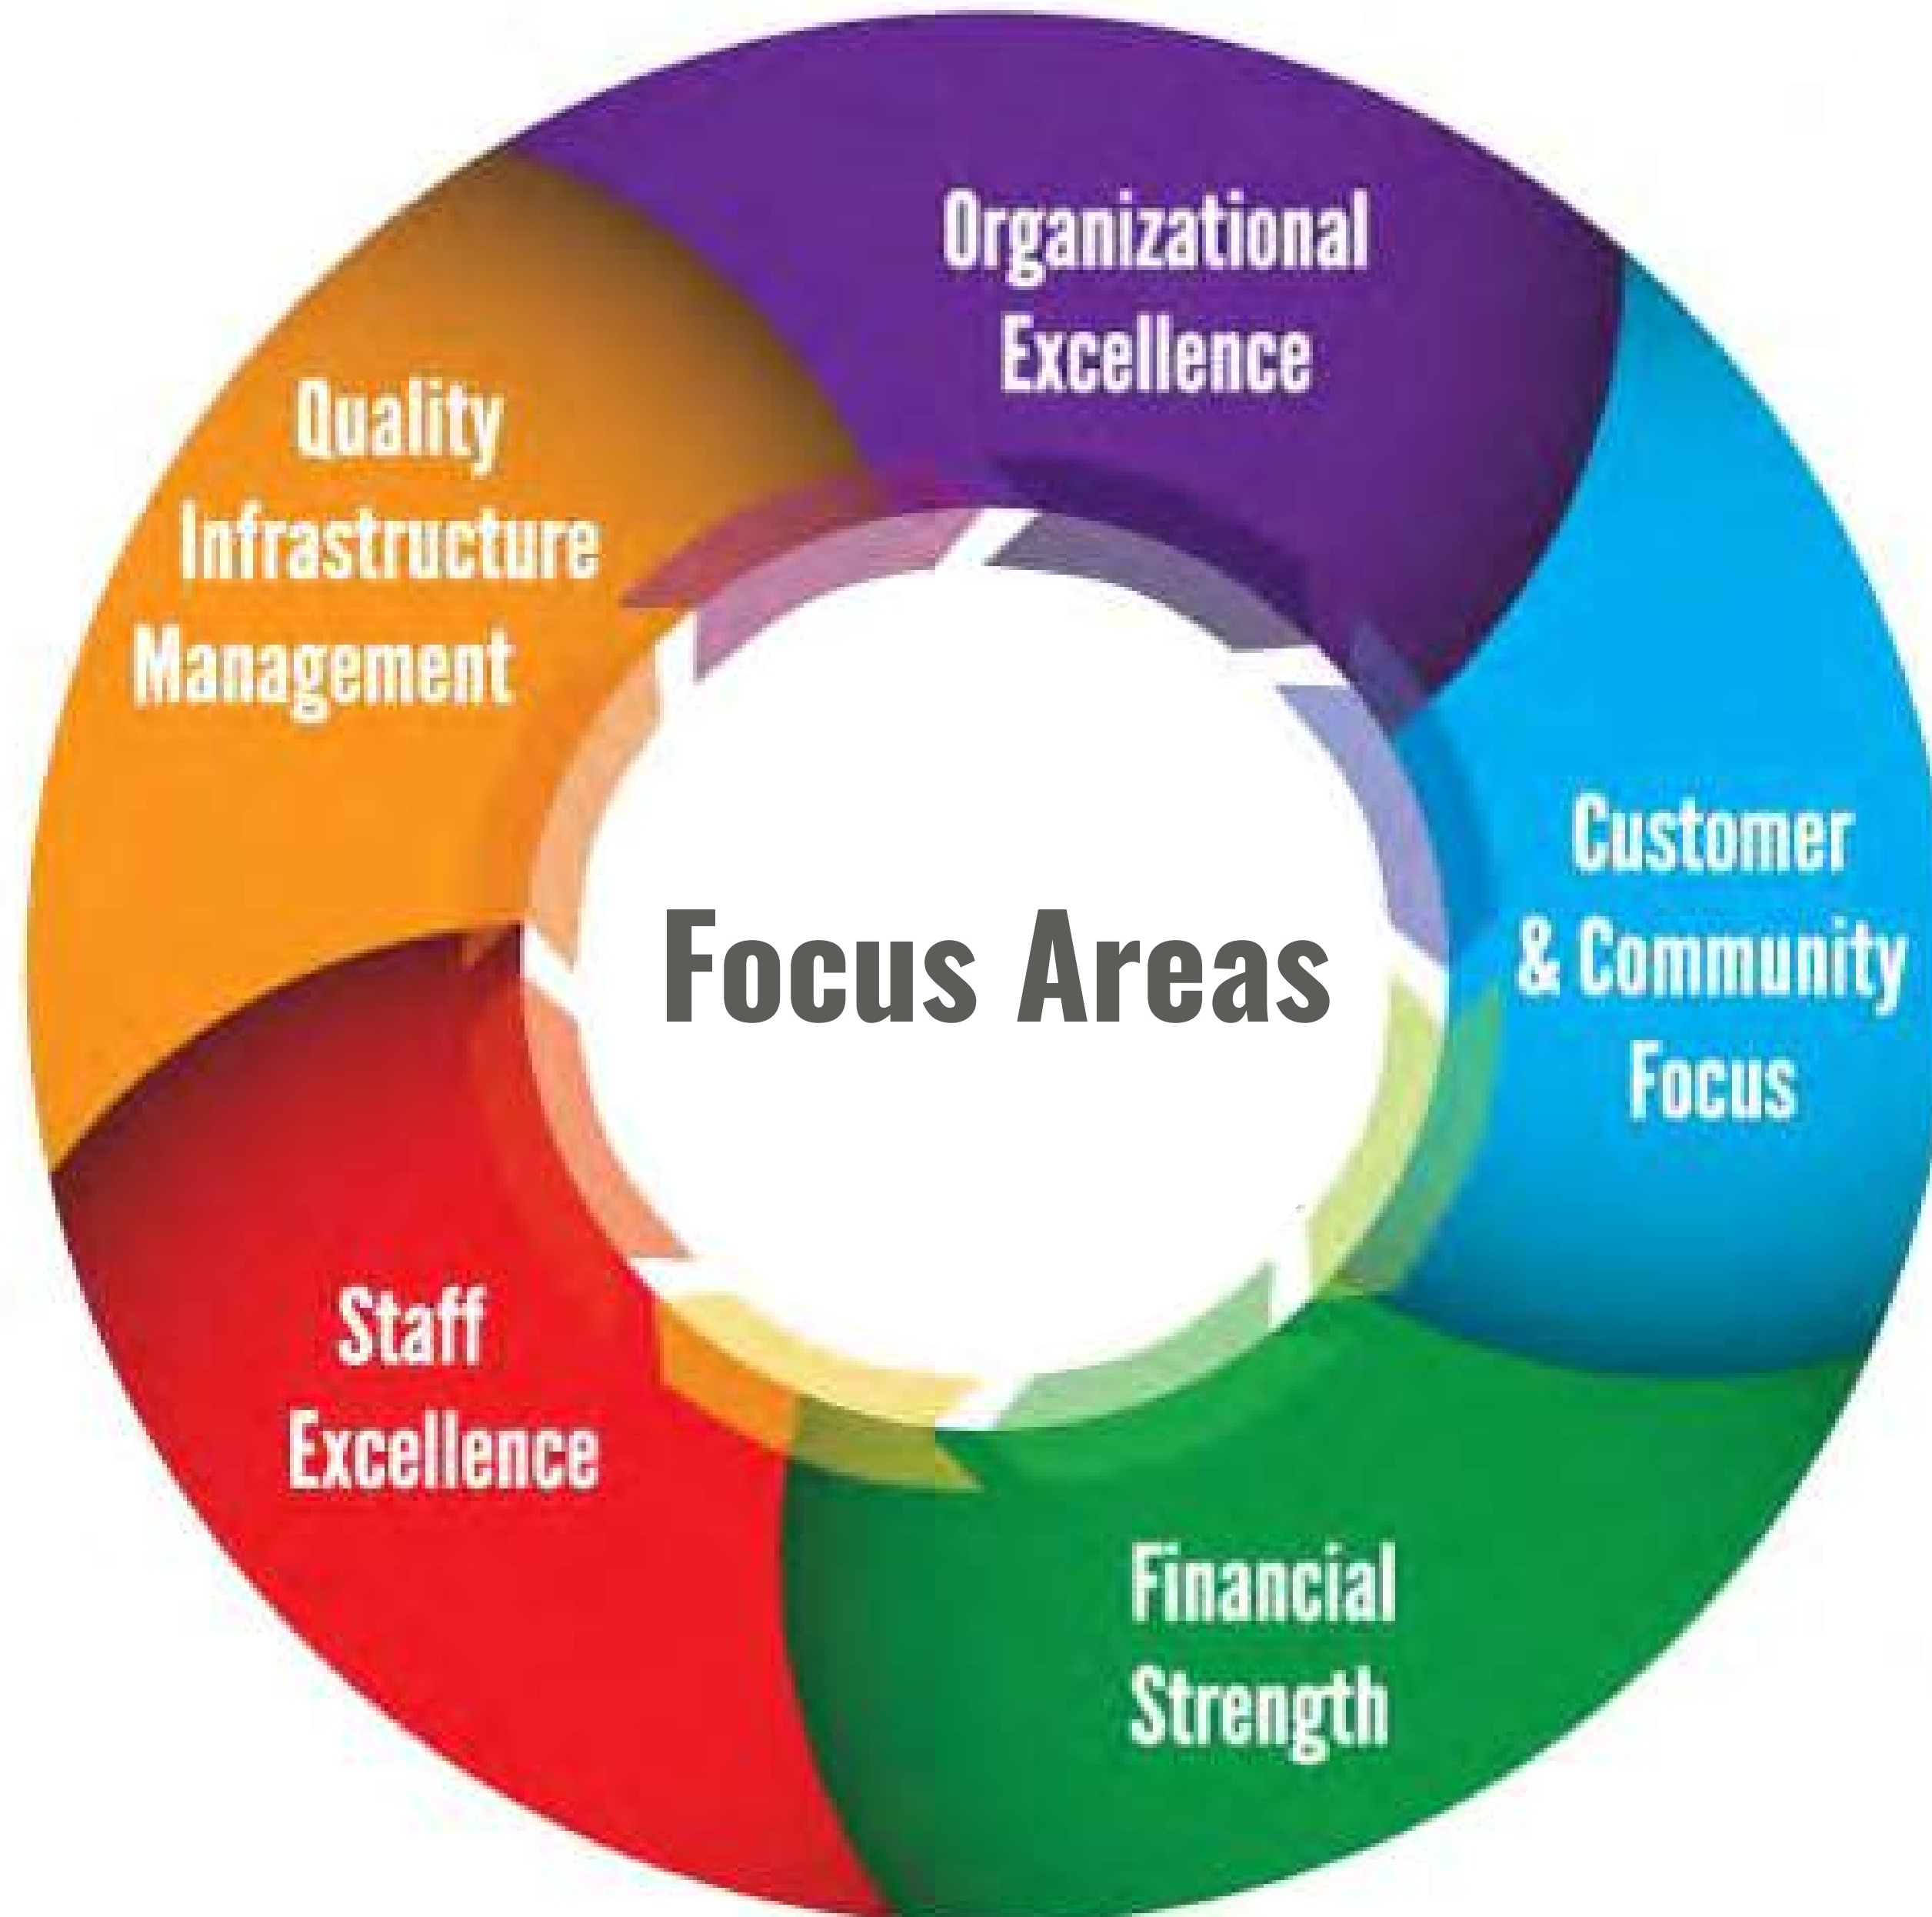 Organizational
Excellence
Customer
& Community
Focus
Financial
Strength
Staff
Excellence
Quality
Infrastructure
Management
Focus Areas